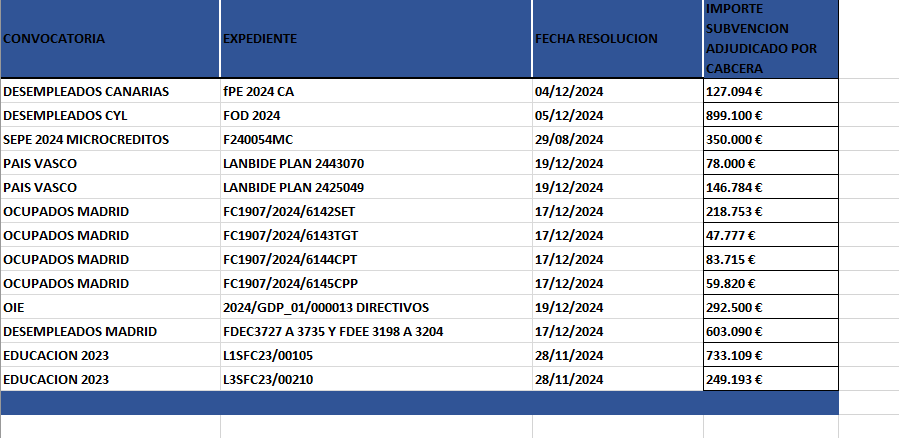 CONVOCATORIA EXPEDIENTE FECHA RESOLUCION IMPORTE SUBVENCION ADJUDICADO POR CABCERA
DESEMPLEADOS CANARIAS fPE 2024 CA 04/12/2024 127.094 €
DESEMPLEADOS CYL FOD 2024 05/12/2024 899.100 €
SEPE 2024 MICROCREDITOS F240054MC 29/08/2024 350.000 €
PAIS VASCO LANBIDE PLAN 2443070 19/12/2024 78.000 €
PAIS VASCO LANBIDE PLAN 2425049 19/12/2024 146.784 €
OCUPADOS MADRID FC1907/2024/6142SET 17/12/2024 218.753 €
OCUPADOS MADRID FC1907/2024/6143TGT 17/12/2024 47.777 €
OCUPADOS MADRID FC1907/2024/6144CPT 17/12/2024 83.715 €
OCUPADOS MADRID FC1907/2024/6145CPP 17/12/2024 59.820 €
OIE 2024/GDP_01/000013 DIRECTIVOS 19/12/2024 292.500 €
DESEMPLEADOS MADRID FDEC3727 A 3735 Y FDEE 3198 A 3204 17/12/2024 603.090 €
EDUCACION 2023 L1SFC23/00105 28/11/2024 733.109 €
EDUCACION 2023 L3SFC23/00210 28/11/2024 249.193 €